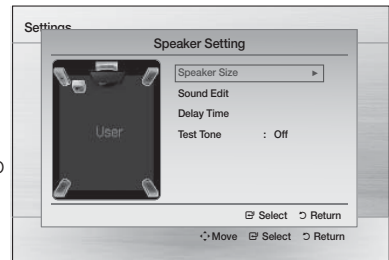 Settings
Speaker Setting
Speaker Size ►
Sound Edit
Delay Time
Test Tone : Off
User
Select Return
Move Select Return